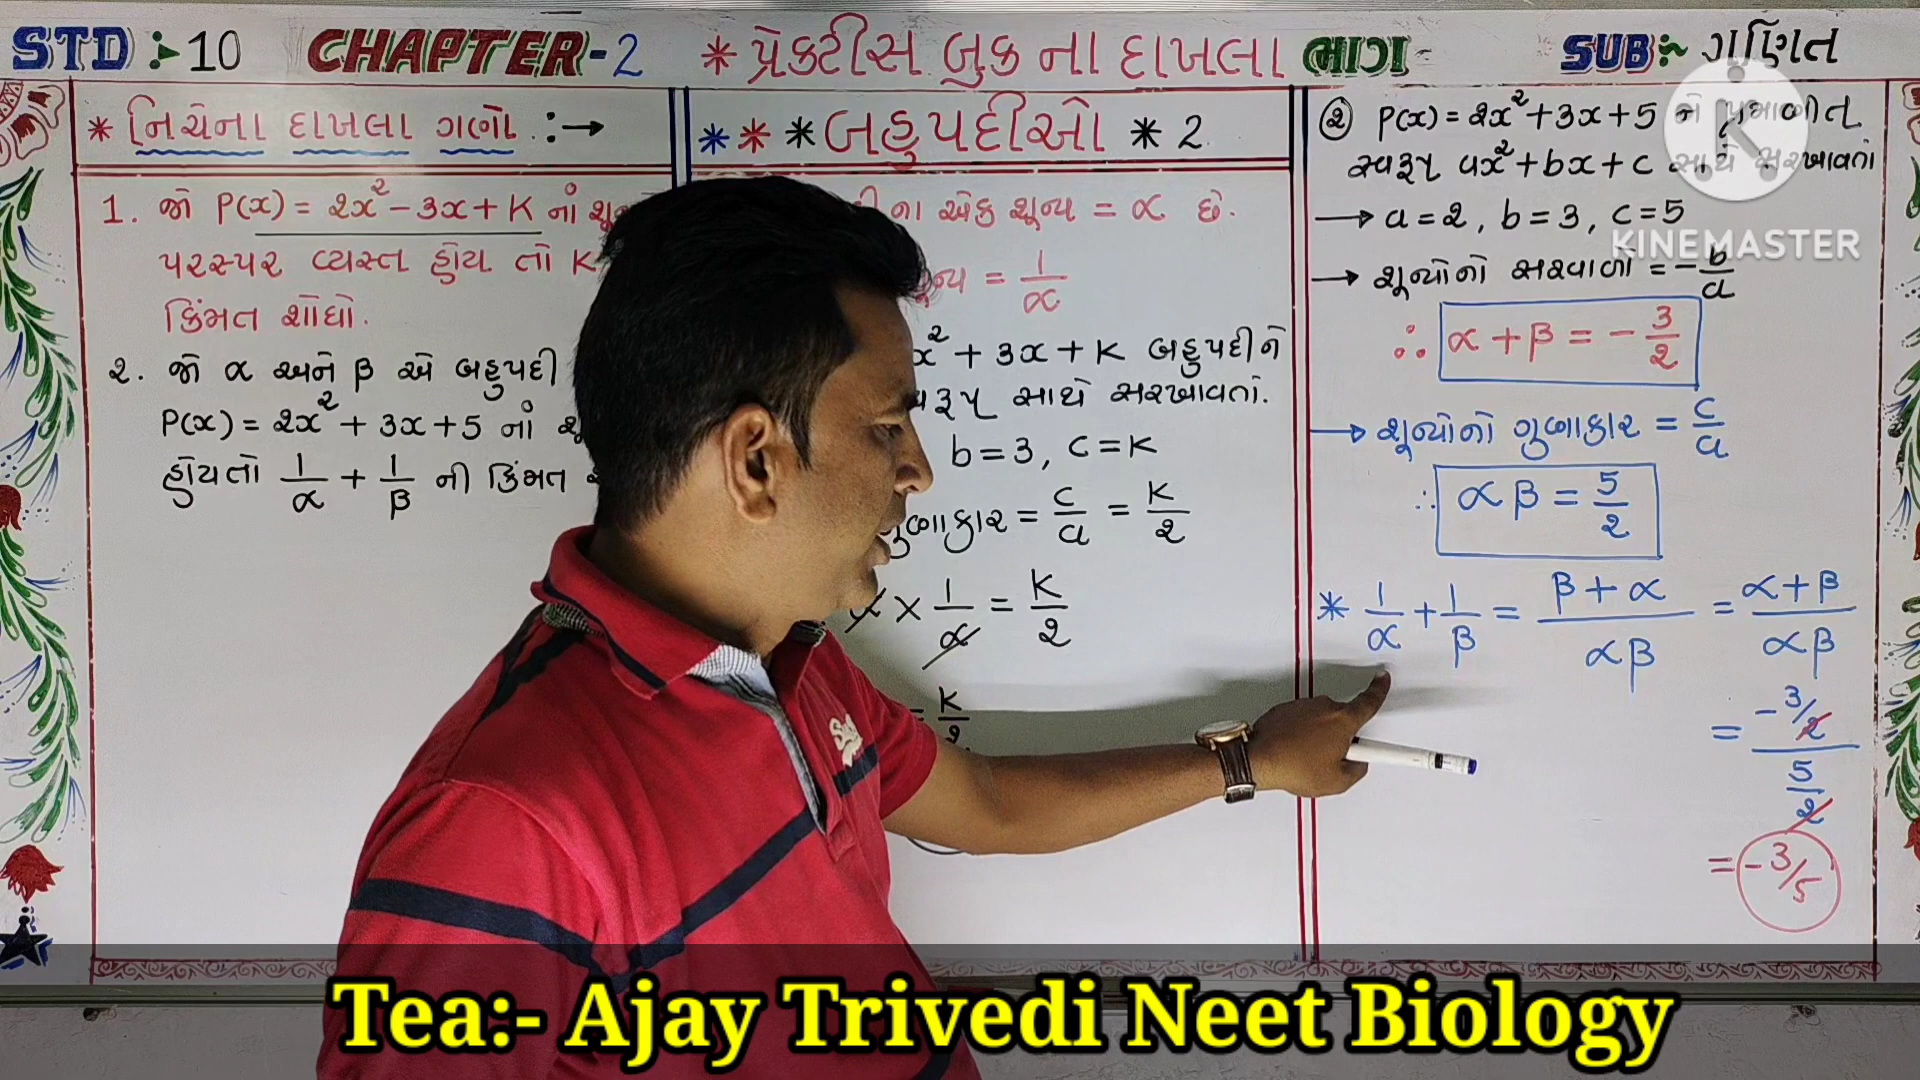 STD :- 10 CHAPTER-2 * પ્રેક્ટીસ બુક ના દાખલા ભાગ- SUB:~ ગણિત
* નિચેના દાખલા ગણો :→
1. જો P(x) = 2x² - 3x + K નાં
પરસ્પર વ્યસ્ત હોય તો K
કિંમત શોધો.
૨. જો α અને β એ બહુપદી
P(x) = 2x² + 3x + 5 નાં
હોય તો 1/α + 1/β ની કિંમત
* * * બહુપદીઓ * 2
ના એક શૂન્ય = α છે.
= 1/α
x² + 3x + K બહુપદીને
સાથે સરખાવતાં.
b = 3, c = K
= c/a = K/2
× 1/α = K/2
K/2
② P(x) = 2x² + 3x + 5 ને
સ્વરૂપ ax² + bx + c સાથે સરખાવતાં
→ a = 2, b = 3, c = 5
→ શૂન્યોનો સરવાળો = - b/a
∴ α + β = - 3/2
→ શૂન્યોનો ગુણાકાર = c/a
∴ αβ = 5/2
* 1/α + 1/β = β + α / αβ = α + β / αβ
= -3/2 / 5/2
= -3/5
KINEMASTER
Tea:- Ajay Trivedi Neet Biology